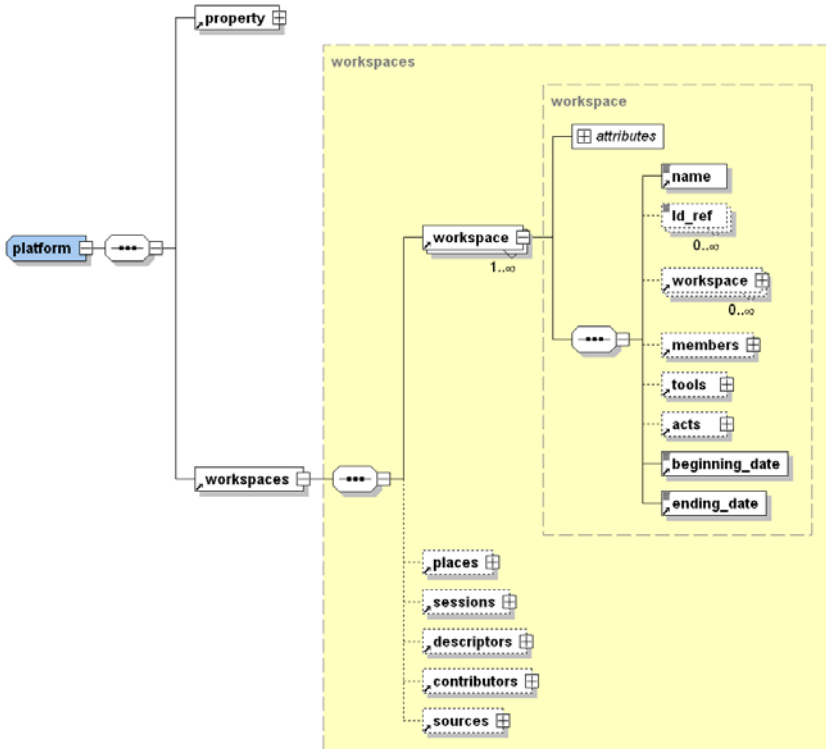 property
workspaces
workspace
attributes
name
ld_ref
0..∞
workspace
1..∞
workspace
0..∞
platform
members
tools
acts
beginning_date
ending_date
workspaces
places
sessions
descriptors
contributors
sources